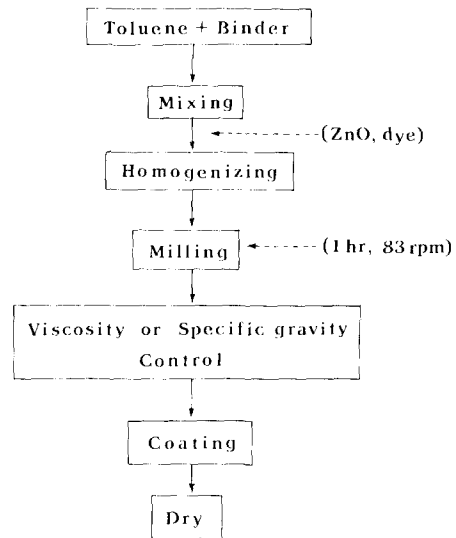 Toluene + Binder
Mixing
(ZnO, dye)
Homogenizing
Milling
(1 hr, 83 rpm)
Viscosity or Specific gravity
Control
Coating
Dry